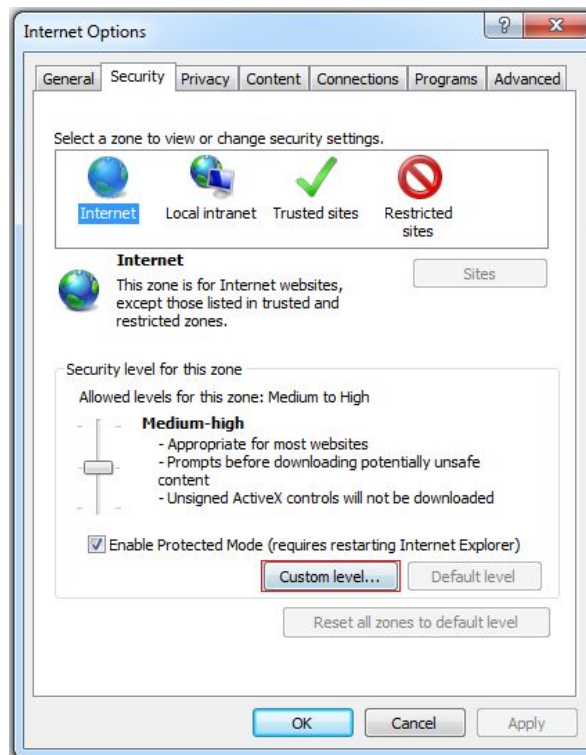 Internet Options
General Security Privacy Content Connections Programs Advanced
Select a zone to view or change security settings.
Internet Local intranet Trusted sites Restricted
sites
Internet
Sites
This zone is for Internet websites,
except those listed in trusted and
restricted zones.
Security level for this zone
Allowed levels for this zone: Medium to High
Medium-high
- Appropriate for most websites
- Prompts before downloading potentially unsafe
content
- Unsigned ActiveX controls will not be downloaded
Enable Protected Mode (requires restarting Internet Explorer)
Custom level... Default level
Reset all zones to default level
OK Cancel Apply